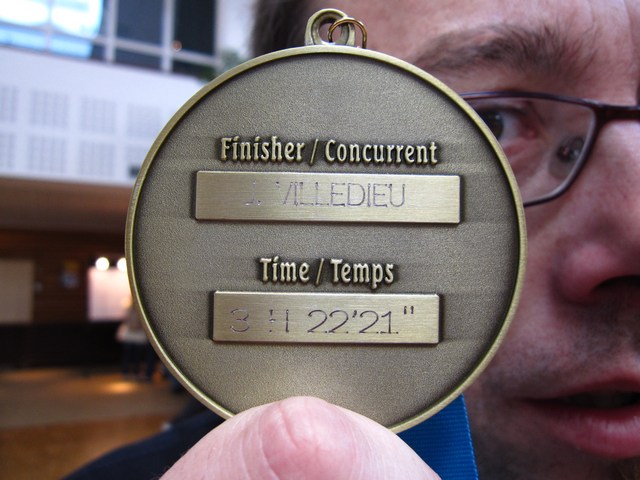 Finisher / Concurrent
J. VILLEDIEU
Time / Temps
3 H 22'21"